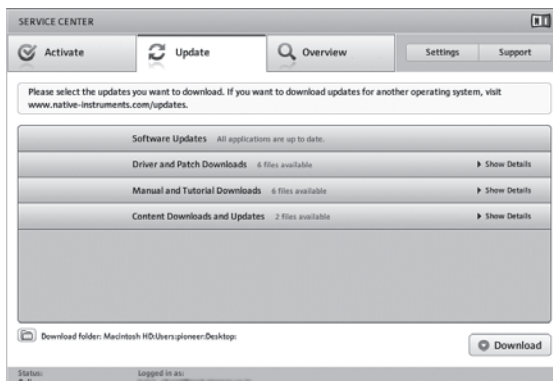 SERVICE CENTER
Activate
Update
Overview
Settings
Support
Please select the updates you want to download. If you want to download updates for another operating system, visit
www.native-instruments.com/updates.
Software Updates All applications are up to date.
Driver and Patch Downloads 6 files available
Show Details
Manual and Tutorial Downloads 6 files available
Show Details
Content Downloads and Updates 2 files available
Show Details
Download folder: Macintosh HD:Users:pioneer:Desktop:
Download
Status:
Logged in as: